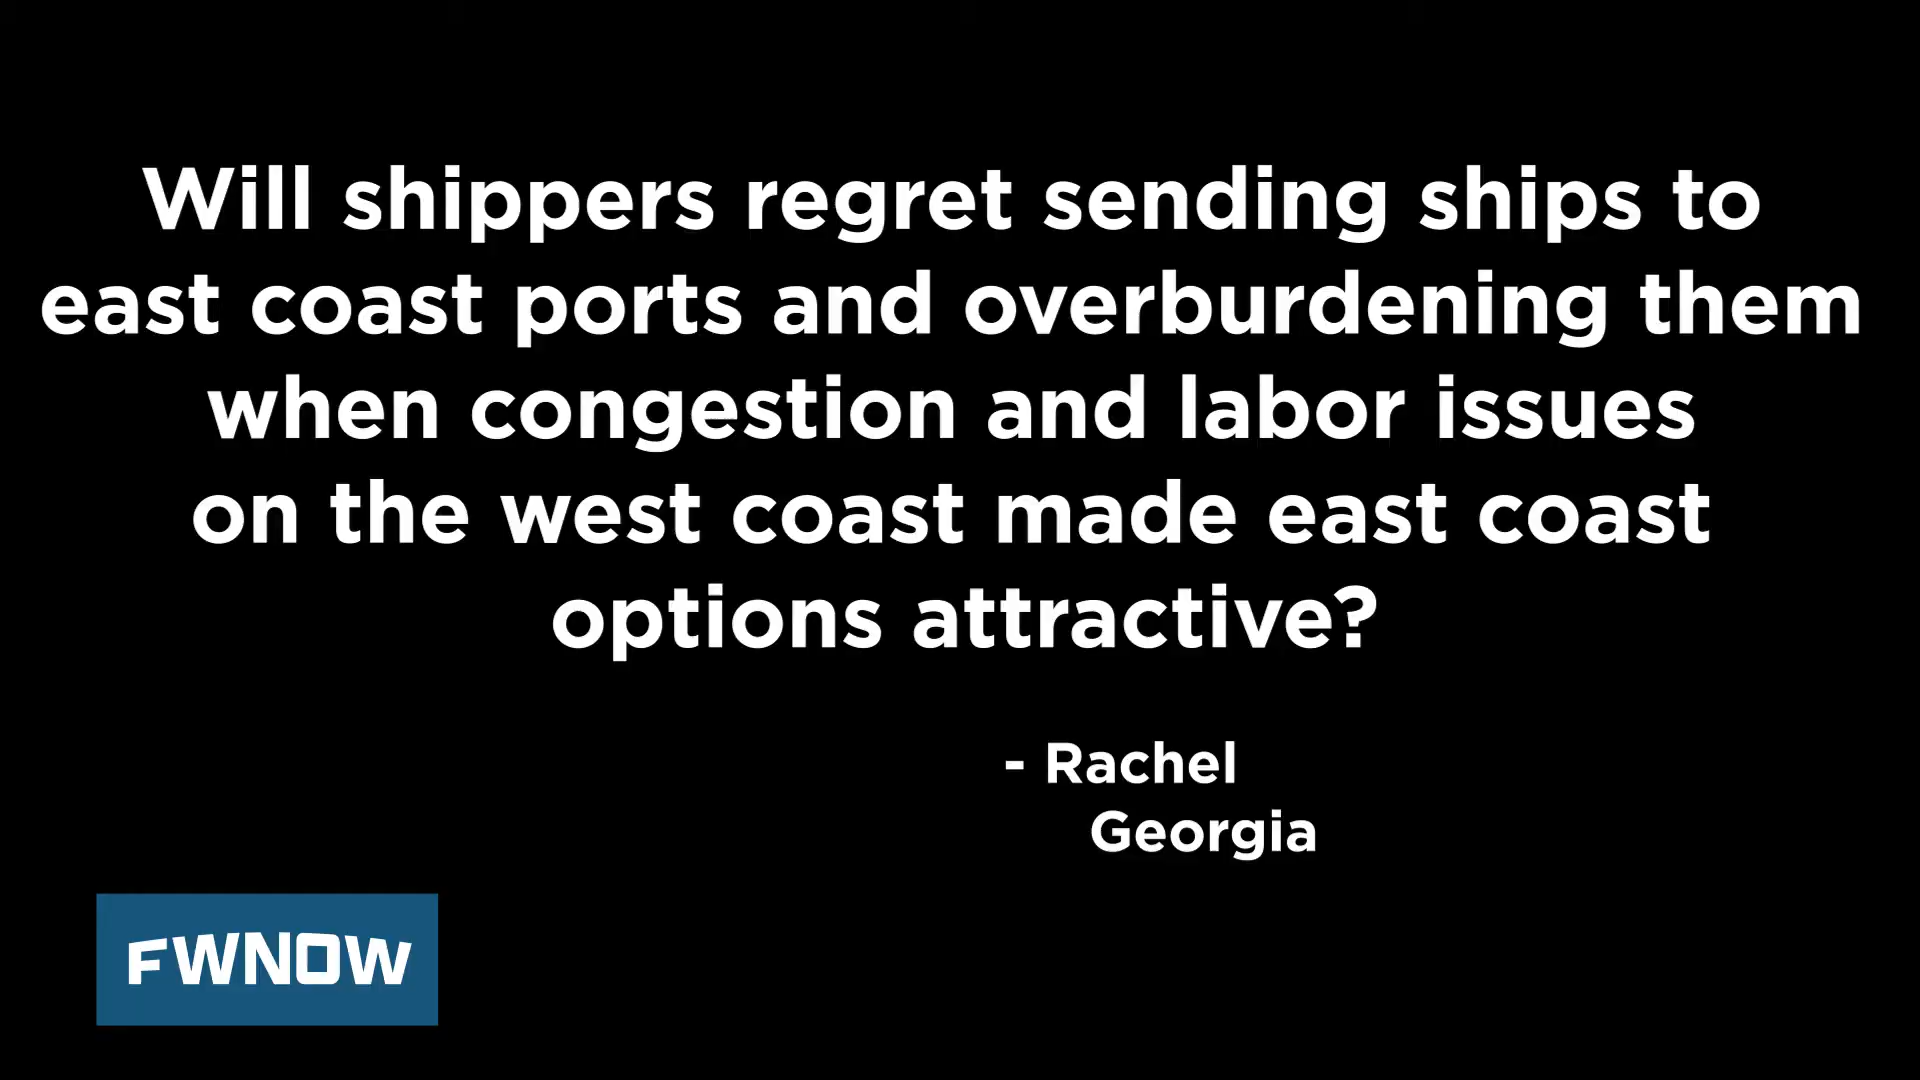 Will shippers regret sending ships to
east coast ports and overburdening them
when congestion and labor issues
on the west coast made east coast
options attractive?
- Rachel
Georgia
FWNOW